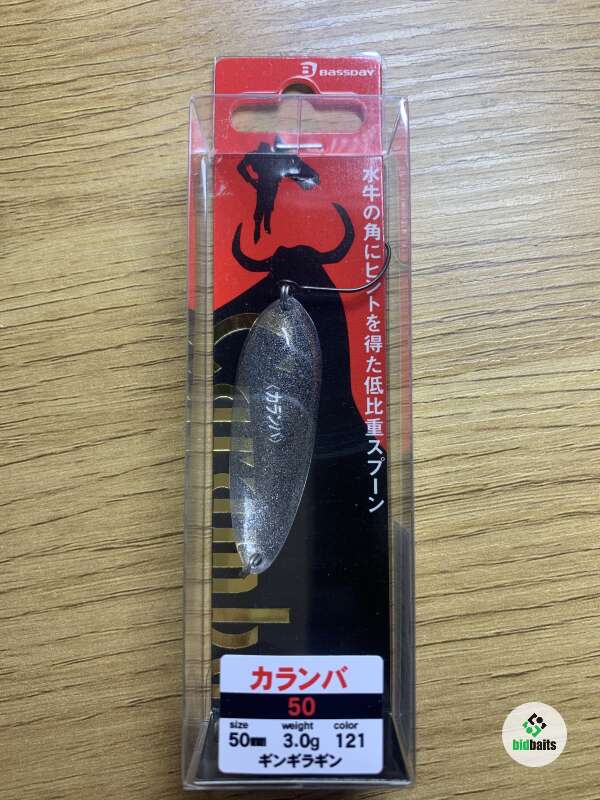 BASSDAY
水牛の角にヒントを得た低比重スプーン
〈カランバ〉
カランバ
50
size weight color
50mm 3.0g 121
ギンギラギン
bidbaits